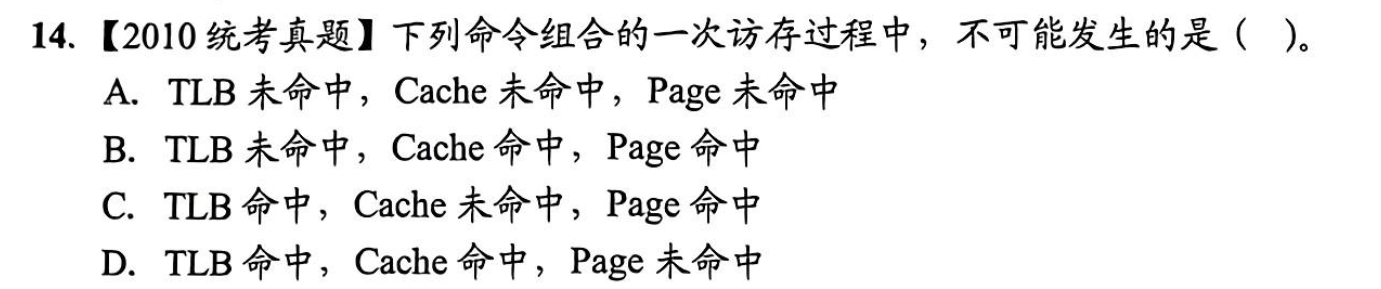 14.【2010 统考真题】下列命令组合的一次访存过程中，不可能发生的是（  ）。
A. TLB 未命中，Cache 未命中，Page 未命中
B. TLB 未命中，Cache 命中，Page 命中
C. TLB 命中，Cache 未命中，Page 命中
D. TLB 命中，Cache 命中，Page 未命中